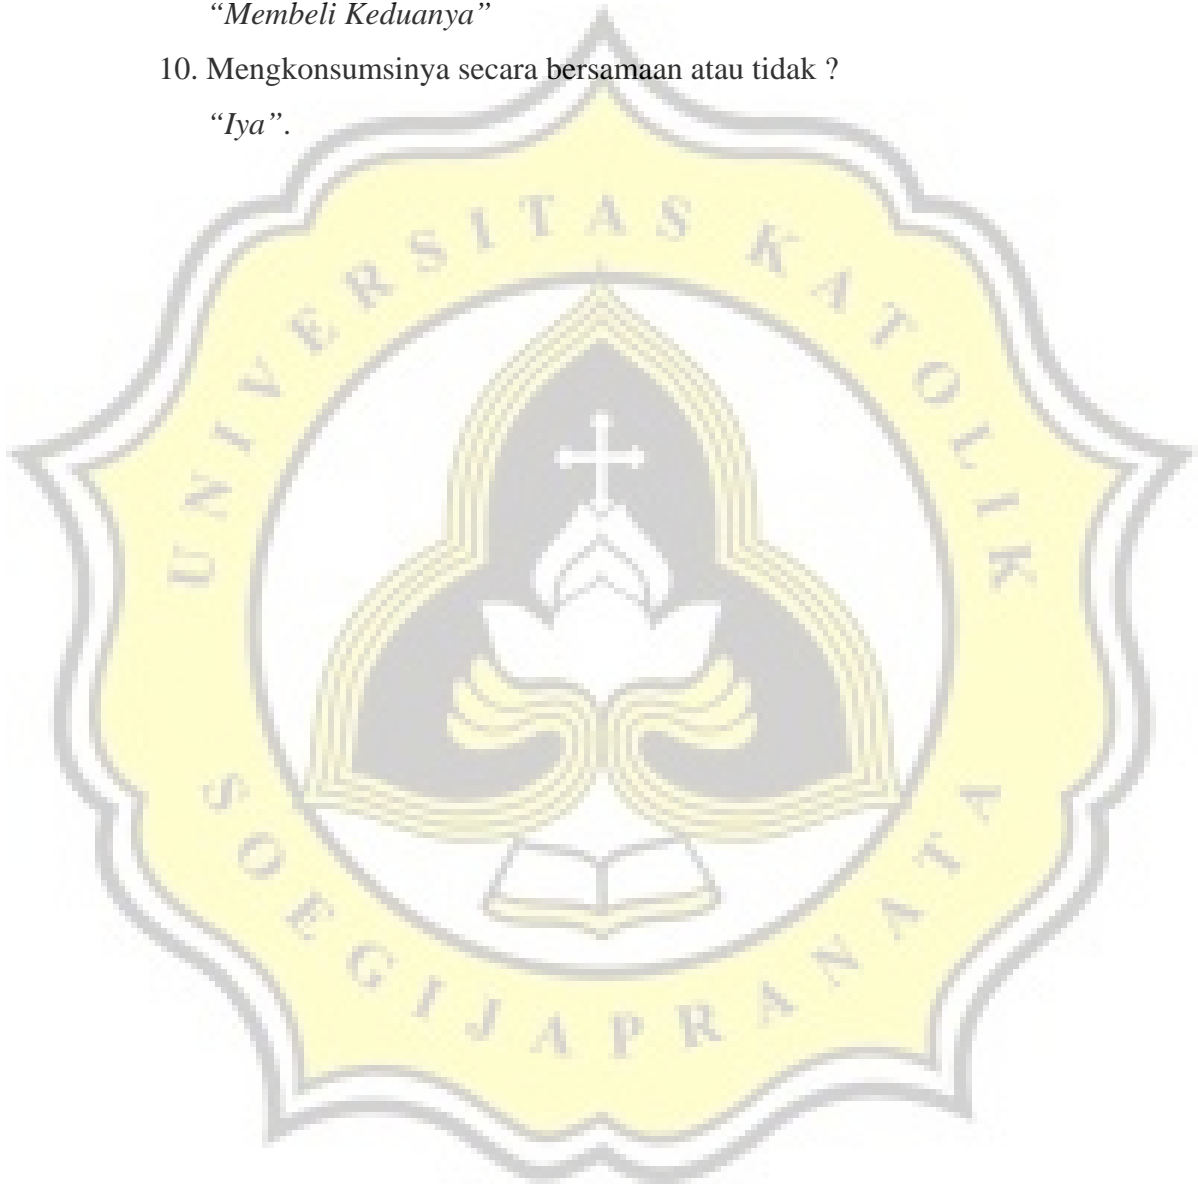 “Membeli Keduanya”
10. Mengkonsumsinya secara bersamaan atau tidak ?
“Iya”.
UNIVERSITAS KATOLIK
SOEGIJAPRANATA